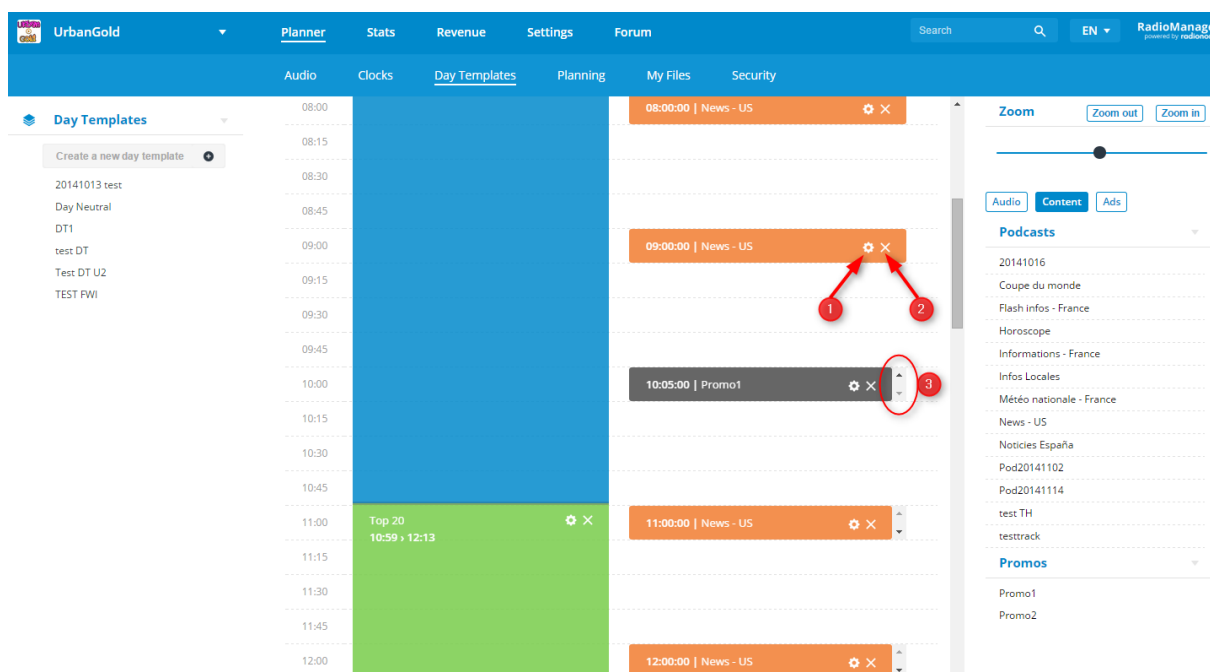 urban gold
UrbanGold
Planner
Stats
Revenue
Settings
Forum
Search
EN
RadioManage
powered by radiono
Audio
Clocks
Day Templates
Planning
My Files
Security
Day Templates
Create a new day template
20141013 test
Day Neutral
DT1
test DT
Test DT U2
TEST FWI
08:00
08:15
08:30
08:45
09:00
09:15
09:30
09:45
10:00
10:15
10:30
10:45
11:00
11:15
11:30
11:45
12:00
Top 20
10:59 › 12:13
08:00:00 | News - US
09:00:00 | News - US
1
2
10:05:00 | Promo1
3
11:00:00 | News - US
12:00:00 | News - US
Zoom
Zoom out
Zoom in
Audio
Content
Ads
Podcasts
20141016
Coupe du monde
Flash infos - France
Horoscope
Informations - France
Infos Locales
Météo nationale - France
News - US
Noticies España
Pod20141102
Pod20141114
test TH
testtrack
Promos
Promo1
Promo2